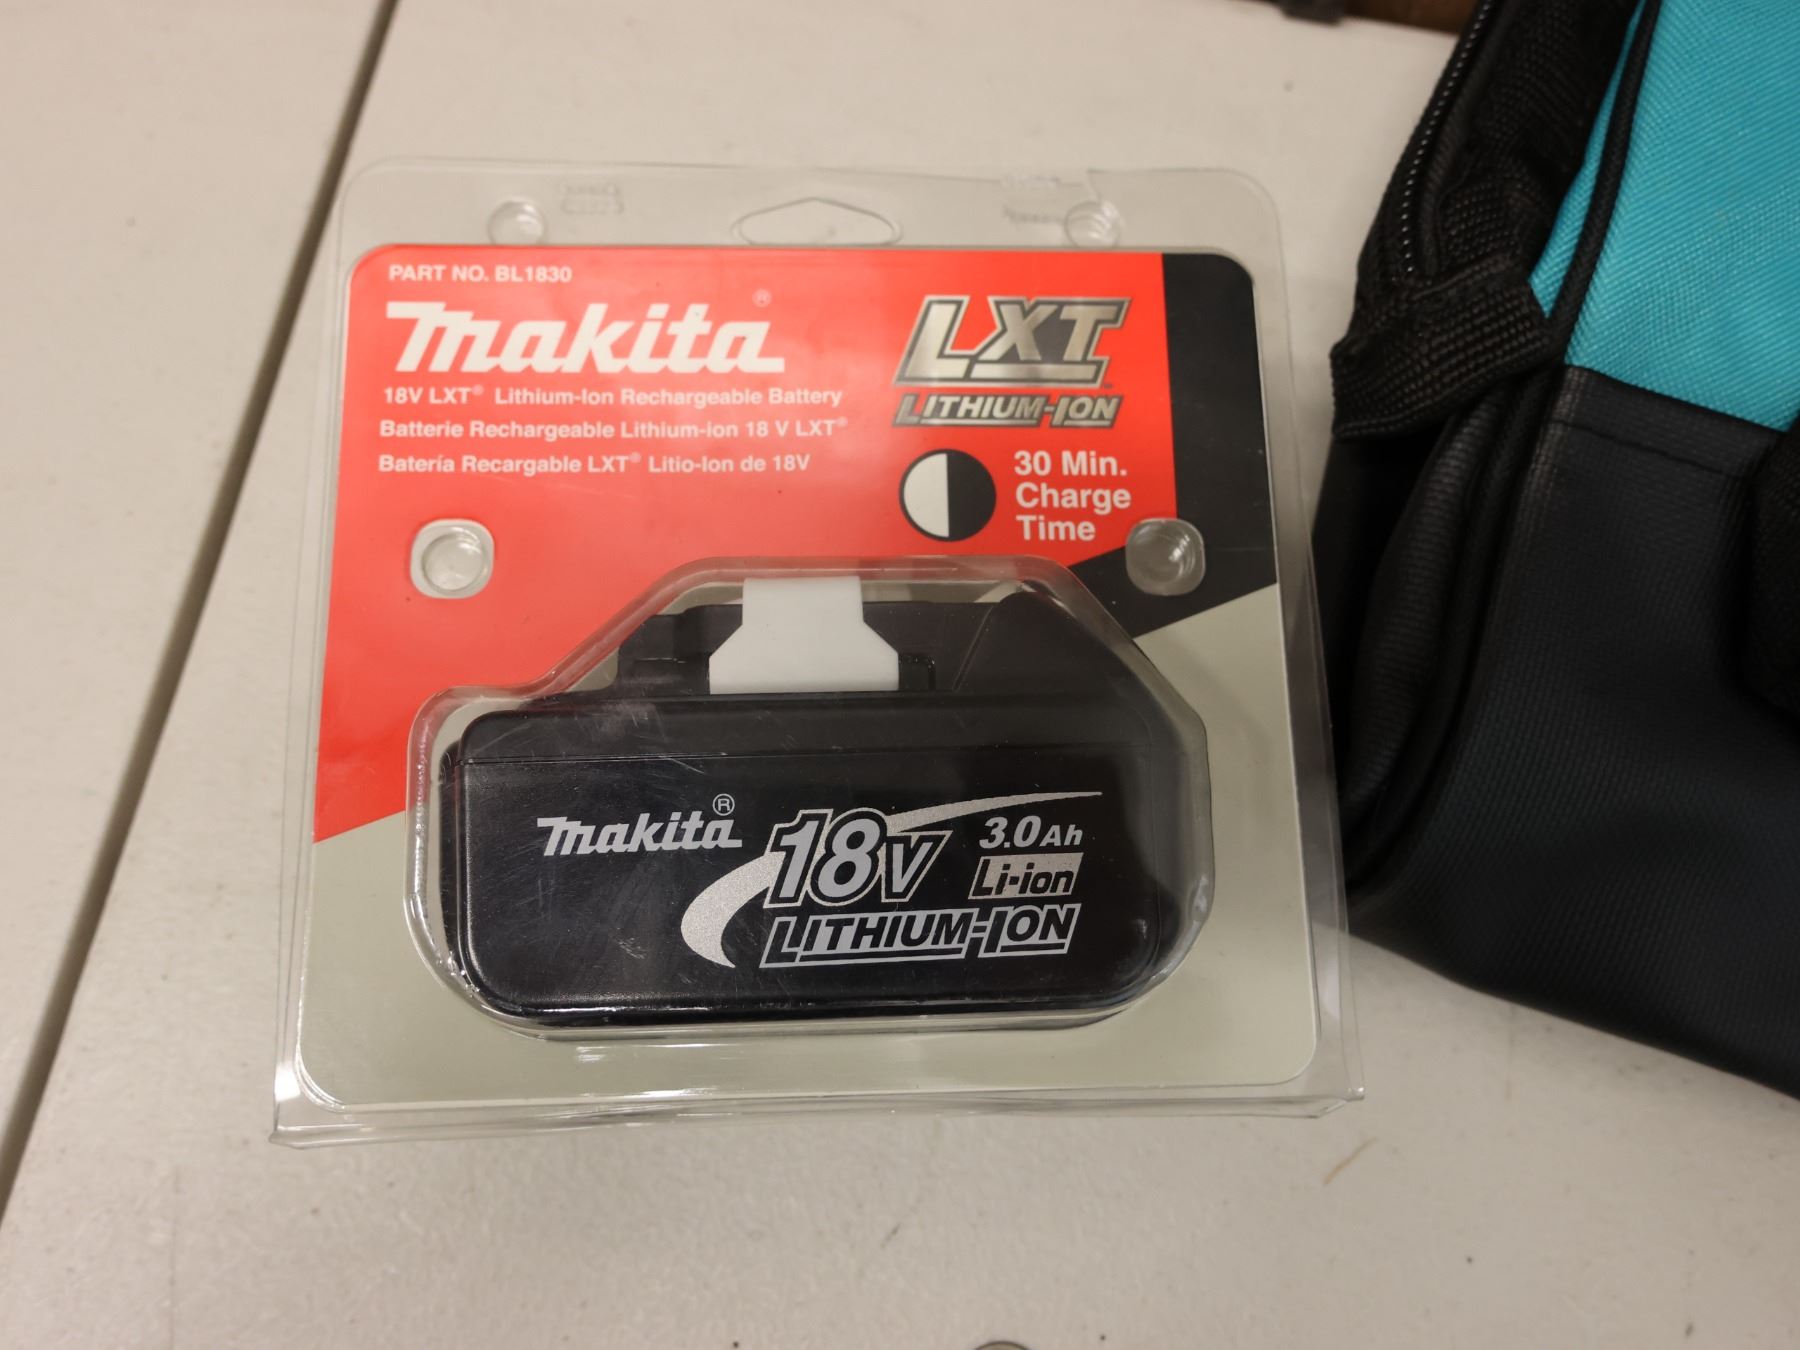 PART NO. BL1830
makita®
18V LXT® Lithium-Ion Rechargeable Battery
Batterie Rechargeable Lithium-ion 18 V LXT®
Batería Recargable LXT® Litio-Ion de 18V
LXT™
LITHIUM-ION
30 Min.
Charge
Time
makita®
18V
3.0Ah
Li-ion
LITHIUM-ION